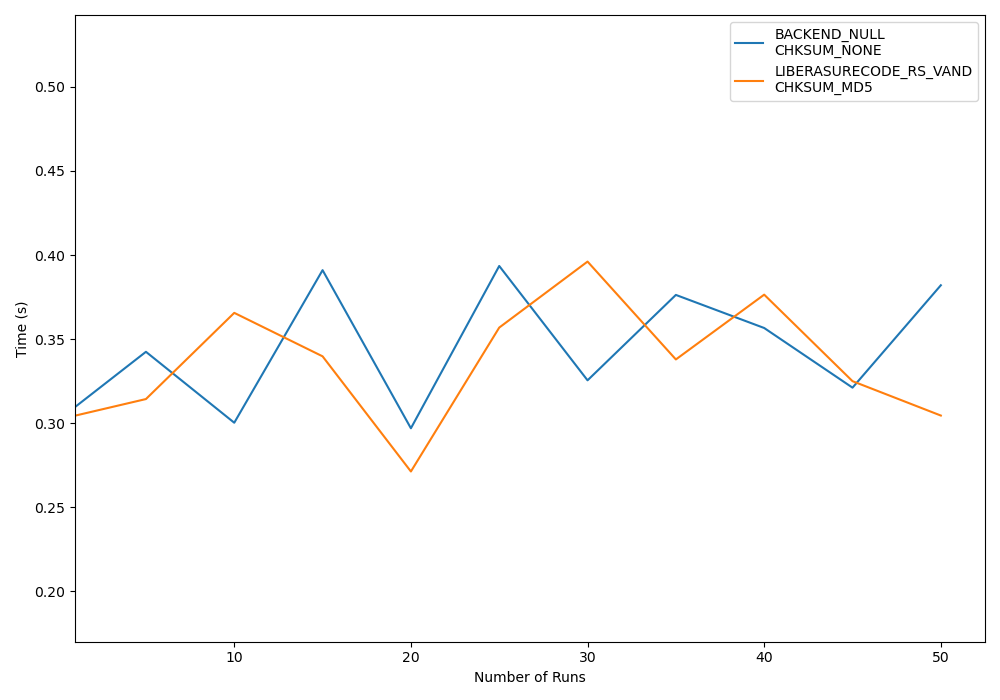 BACKEND_NULL
CHKSUM_NONE
LIBERASURECODE_RS_VAND
CHKSUM_MD5
0.50
0.45
0.40
0.35
0.30
0.25
0.20
Time (s)
10
20
30
40
50
Number of Runs